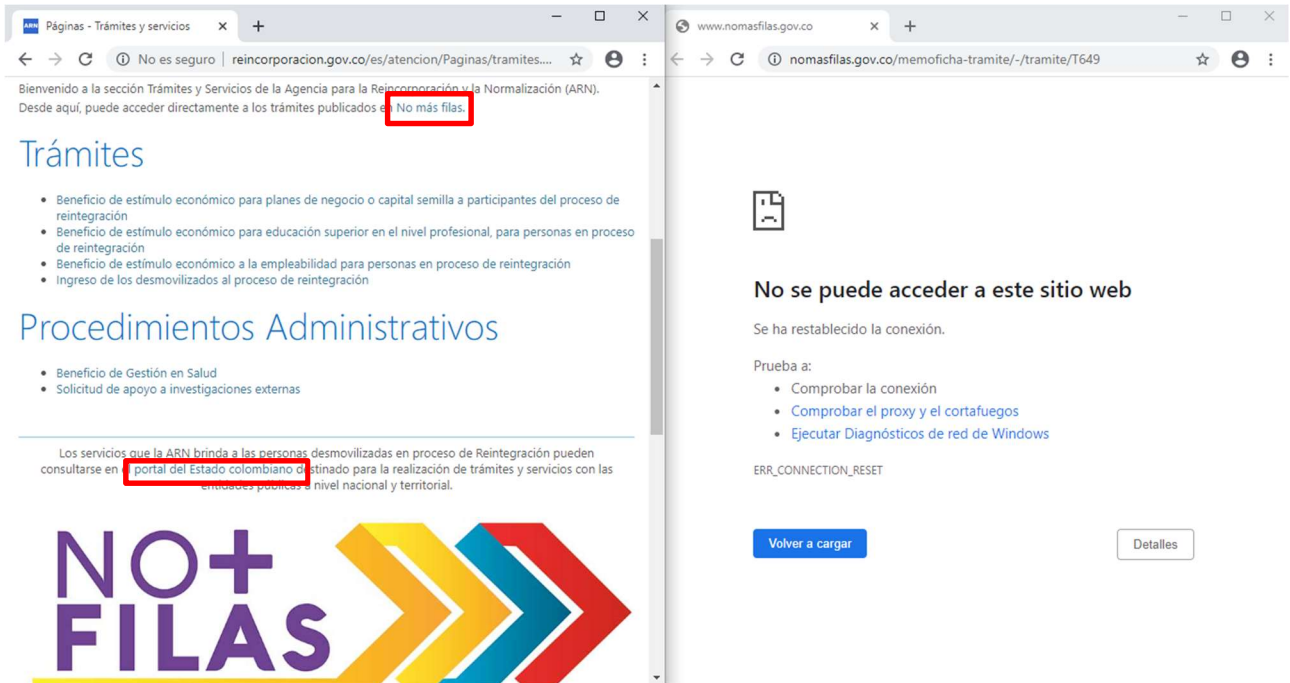 ARN Páginas - Trámites y servicios
No es seguro | reincorporacion.gov.co/es/atencion/Paginas/tramites....
Bienvenido a la sección Trámites y Servicios de la Agencia para la Reincorporación y la Normalización (ARN).
Desde aquí, puede acceder directamente a los trámites publicados en No más filas.
Trámites
• Beneficio de estímulo económico para planes de negocio o capital semilla a participantes del proceso de
reintegración
• Beneficio de estímulo económico para educación superior en el nivel profesional, para personas en proceso
de reintegración
• Beneficio de estímulo económico a la empleabilidad para personas en proceso de reintegración
• Ingreso de los desmovilizados al proceso de reintegración
Procedimientos Administrativos
• Beneficio de Gestión en Salud
• Solicitud de apoyo a investigaciones externas
Los servicios que la ARN brinda a las personas desmovilizadas en proceso de Reintegración pueden
consultarse en el portal del Estado colombiano destinado para la realización de trámites y servicios con las
entidades públicas a nivel nacional y territorial.
NO+
FILAS
www.nomasfilas.gov.co
nomasfilas.gov.co/memoficha-tramite/-/tramite/T649
No se puede acceder a este sitio web
Se ha restablecido la conexión.
Prueba a:
• Comprobar la conexión
• Comprobar el proxy y el cortafuegos
• Ejecutar Diagnósticos de red de Windows
ERR_CONNECTION_RESET
Volver a cargar
Detalles